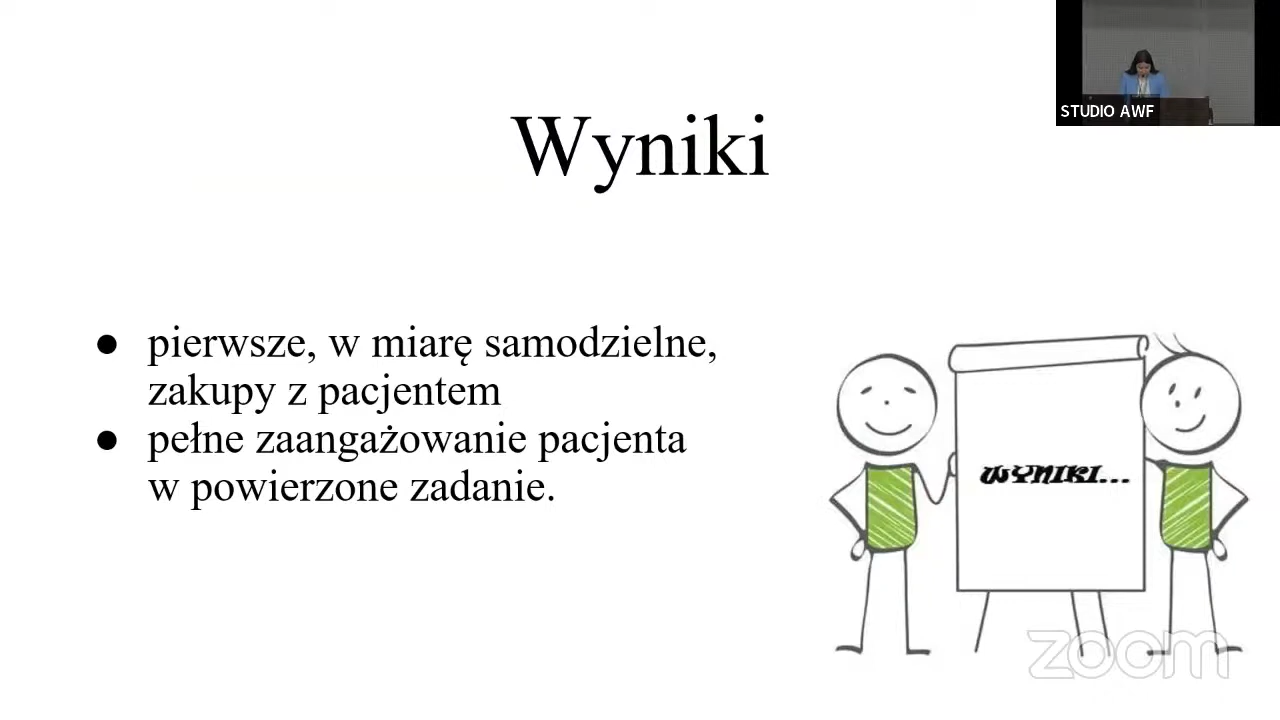 STUDIO AWF
Wyniki
● pierwsze, w miarę samodzielne,
zakupy z pacjentem
● pełne zaangażowanie pacjenta
w powierzone zadanie.
WYNIKI...
zoom